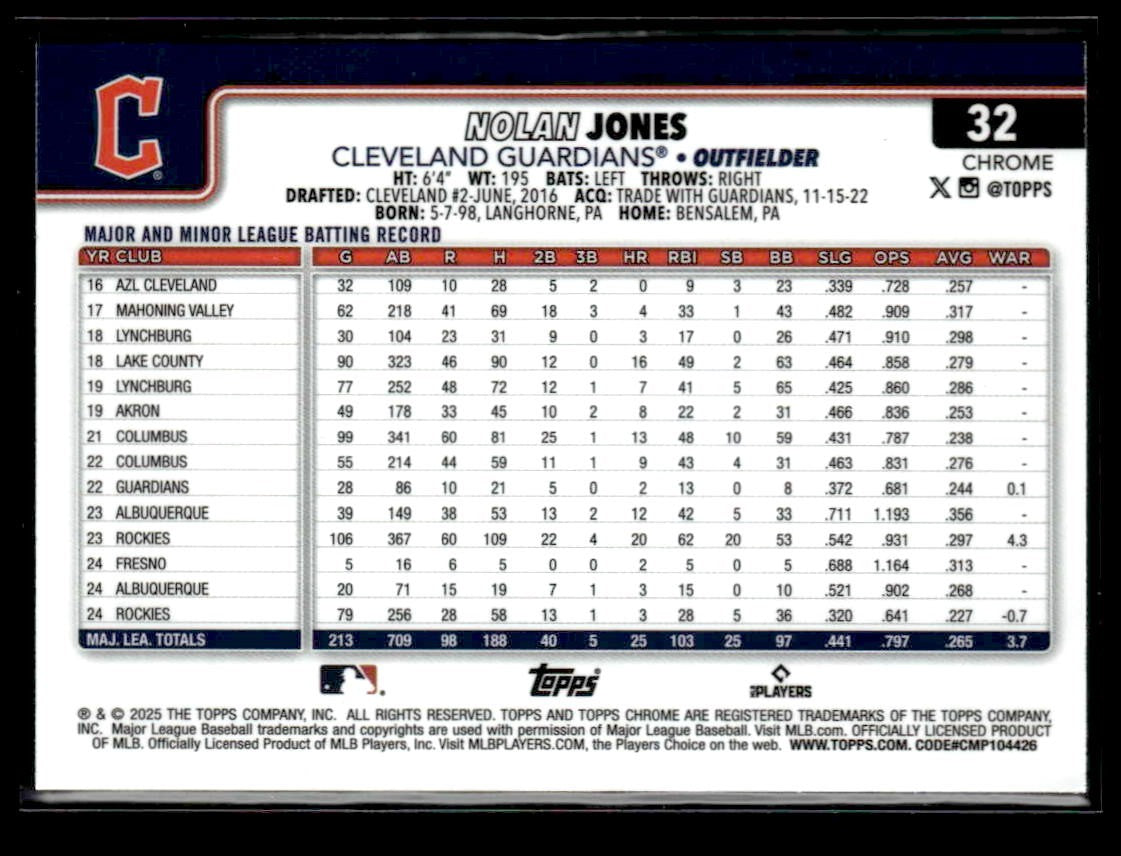 C
®
NOLAN JONES
32
CLEVELAND GUARDIANS® • OUTFIELDER
CHROME
HT: 6'4" WT: 195 BATS: LEFT THROWS: RIGHT
@TOPPS
DRAFTED: CLEVELAND #2-JUNE, 2016 ACQ: TRADE WITH GUARDIANS, 11-15-22
BORN: 5-7-98, LANGHORNE, PA HOME: BENSALEM, PA
MAJOR AND MINOR LEAGUE BATTING RECORD
YR CLUB G AB R H 2B 3B HR RBI SB BB SLG OPS AVG WAR
16 AZL CLEVELAND 32 109 10 28 5 2 0 9 3 23 .339 .728 .257 -
17 MAHONING VALLEY 62 218 41 69 18 3 4 33 1 43 .482 .909 .317 -
18 LYNCHBURG 30 104 23 31 9 0 3 17 0 26 .471 .910 .298 -
18 LAKE COUNTY 90 323 46 90 12 0 16 49 2 63 .464 .858 .279 -
19 LYNCHBURG 77 252 48 72 12 1 7 41 5 65 .425 .860 .286 -
19 AKRON 49 178 33 45 10 2 8 22 2 31 .466 .836 .253 -
21 COLUMBUS 99 341 60 81 25 1 13 48 10 59 .431 .787 .238 -
22 COLUMBUS 55 214 44 59 11 1 9 43 4 31 .463 .831 .276 -
22 GUARDIANS 28 86 10 21 5 0 2 13 0 8 .372 .681 .244 0.1
23 ALBUQUERQUE 39 149 38 53 13 2 12 42 5 33 .711 1.193 .356 -
23 ROCKIES 106 367 60 109 22 4 20 62 20 53 .542 .931 .297 4.3
24 FRESNO 5 16 6 5 0 0 2 5 0 5 .688 1.164 .313 -
24 ALBUQUERQUE 20 71 15 19 7 1 3 15 0 10 .521 .902 .268 -
24 ROCKIES 79 256 28 58 13 1 3 28 5 36 .320 .641 .227 -0.7
MAJ. LEA. TOTALS 213 709 98 188 40 5 25 103 25 97 .441 .797 .265 3.7
topps®
PLAYERS
® & © 2025 THE TOPPS COMPANY, INC. ALL RIGHTS RESERVED. TOPPS AND TOPPS CHROME ARE REGISTERED TRADEMARKS OF THE TOPPS COMPANY,
INC. Major League Baseball trademarks and copyrights are used with permission of Major League Baseball. Visit MLB.com. OFFICIALLY LICENSED PRODUCT
OF MLB. Officially Licensed Product of MLB Players, Inc. Visit MLBPLAYERS.COM, the Players Choice on the web. WWW.TOPPS.COM. CODE#CMP104426